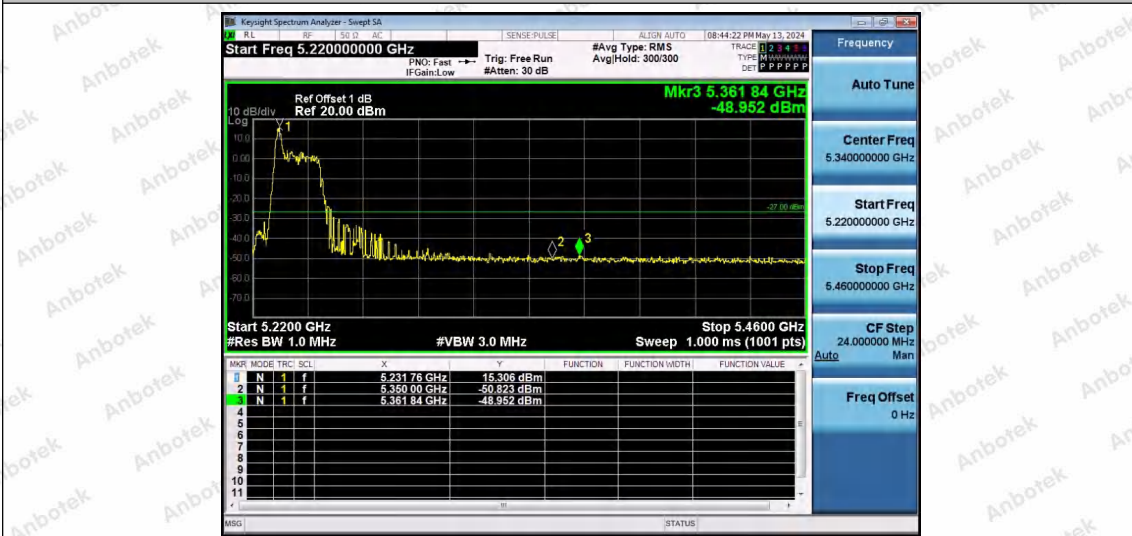 Keysight Spectrum Analyzer - Swept SA
RL RF 50 Ω AC SENSE:PULSE ALIGN AUTO 08:44:22 PM May 13, 2024
Start Freq 5.220000000 GHz
PNO: Fast
IFGain:Low
Trig: Free Run
#Atten: 30 dB
#Avg Type: RMS
Avg|Hold: 300/300
TRACE 1 2 3 4 5 6
TYPE M W W W W W
DET P P P P P P
Mkr3 5.361 84 GHz
-48.952 dBm
Ref Offset 1 dB
10 dB/div Ref 20.00 dBm
Log
10.0
0.00
-10.0
-20.0
-30.0
-40.0
-50.0
-60.0
-70.0
1
2
3
-27.00 dBm
Start 5.2200 GHz Stop 5.4600 GHz
#Res BW 1.0 MHz #VBW 3.0 MHz Sweep 1.000 ms (1001 pts)
MKR MODE TRC SCL X Y FUNCTION FUNCTION WIDTH FUNCTION VALUE
1 N 1 f 5.231 76 GHz 15.306 dBm
2 N 1 f 5.350 00 GHz -50.823 dBm
3 N 1 f 5.361 84 GHz -48.952 dBm
4
5
6
7
8
9
10
11
MSG STATUS
Frequency
Auto Tune
Center Freq
5.340000000 GHz
Start Freq
5.220000000 GHz
Stop Freq
5.460000000 GHz
CF Step
24.000000 MHz
Auto Man
Freq Offset
0 Hz
Anbotek